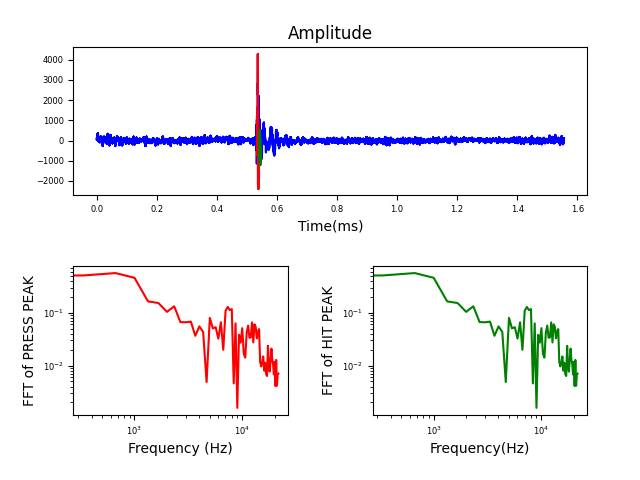 Amplitude
4000
3000
2000
1000
0
−1000
−2000
0.0 0.2 0.4 0.6 0.8 1.0 1.2 1.4 1.6
Time(ms)
FFT of PRESS PEAK
10⁻¹
10⁻²
10³ 10⁴
Frequency (Hz)
FFT of HIT PEAK
10⁻¹
10⁻²
10³ 10⁴
Frequency(Hz)